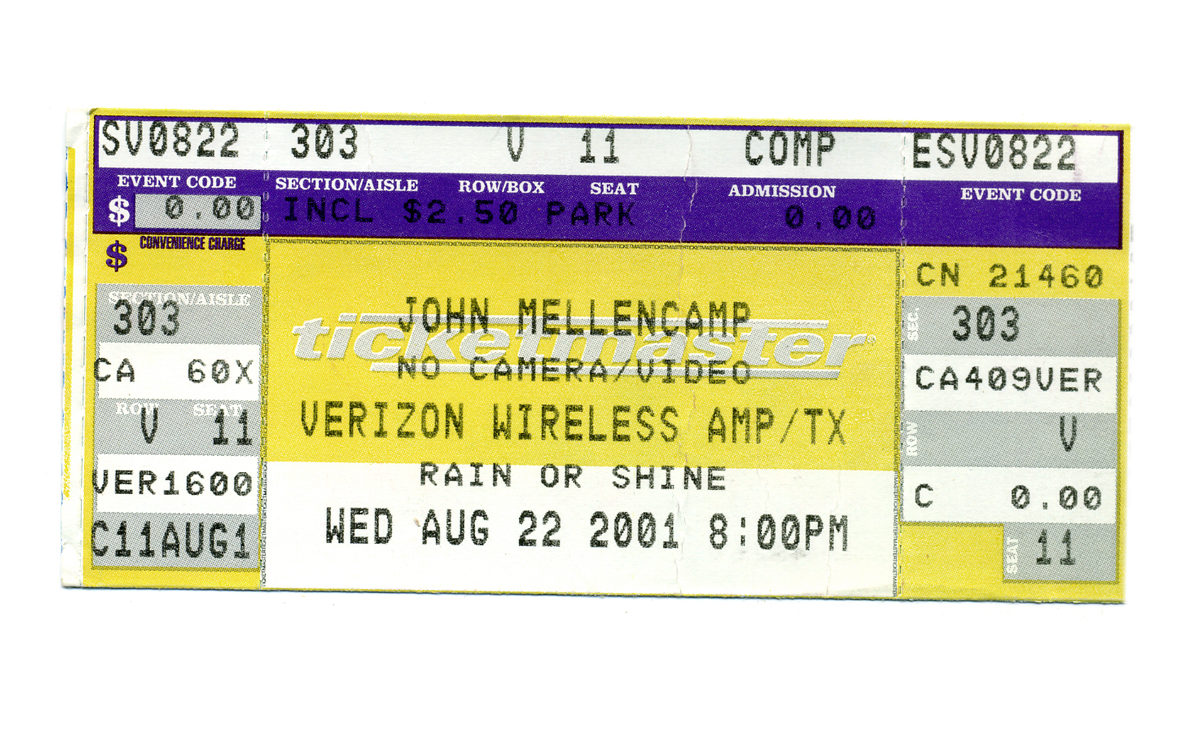 SV0822 303 V 11 COMP ESV0822
EVENT CODE SECTION/AISLE ROW/BOX SEAT ADMISSION EVENT CODE
$ 0.00 INCL $2.50 PARK 0.00
$ CONVENIENCE CHARGE
SECTION/AISLE
303
CA 60X
ROW SEAT
V 11
VER1600
C11AUG1
ticketmaster®
JOHN MELLENCAMP
NO CAMERA/VIDEO
VERIZON WIRELESS AMP/TX
RAIN OR SHINE
WED AUG 22 2001 8:00PM
CN 21460
SEC. 303
CA409VER
ROW V
C 0.00
SEAT 11